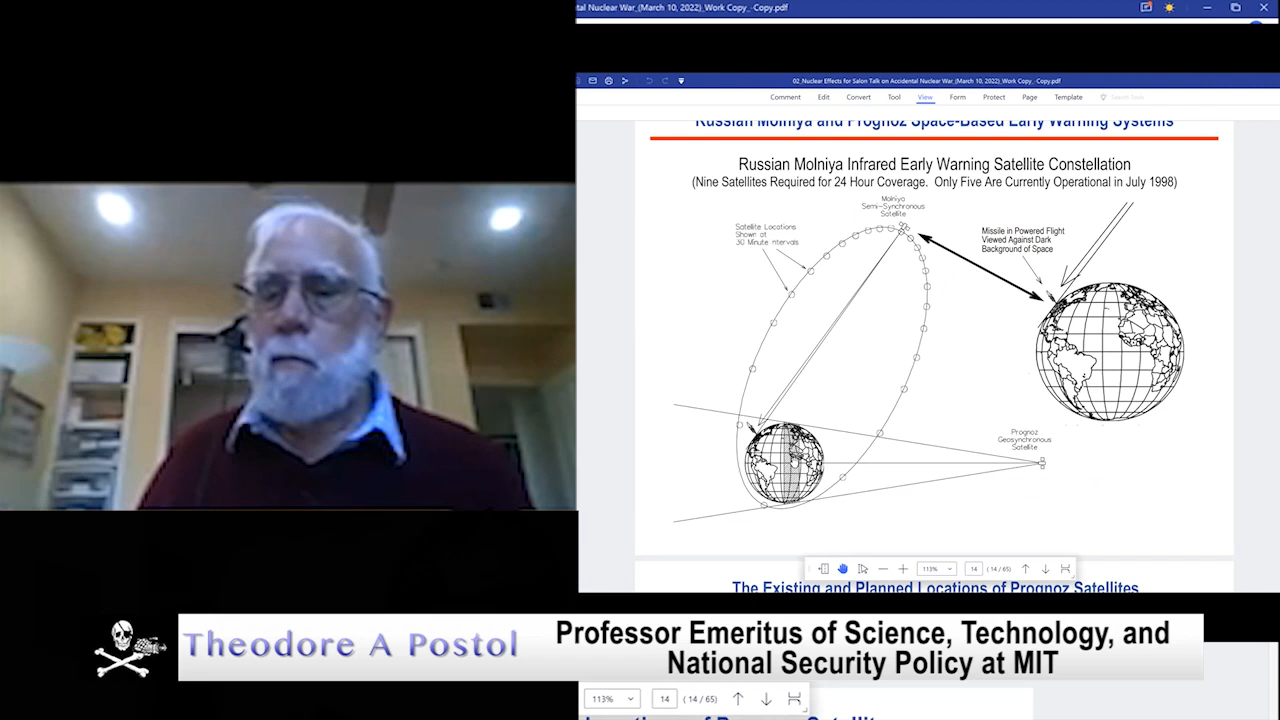 tal Nuclear War_(March 10, 2022)_Work Copy_-Copy.pdf
02_Nuclear Effects for Salon Talk on Accidental Nuclear War_(March 10, 2022)_Work Copy_-Copy.pdf
Comment Edit Convert Tool View Form Protect Page Template Search Tools
Russian Molniya and Prognoz Space-Based Early Warning Systems
Russian Molniya Infrared Early Warning Satellite Constellation
(Nine Satellites Required for 24 Hour Coverage. Only Five Are Currently Operational in July 1998)
Molniya
Semi-Synchronous
Satellite
Satellite Locations
Shown at
30 Minute Intervals
Missile in Powered Flight
Viewed Against Dark
Background of Space
Prognoz
Geosynchronous
Satellite
113% 14 (14/65)
The Existing and Planned Locations of Prognoz Satellites
Theodore A Postol
Professor Emeritus of Science, Technology, and
National Security Policy at MIT
113% 14 (14/65)